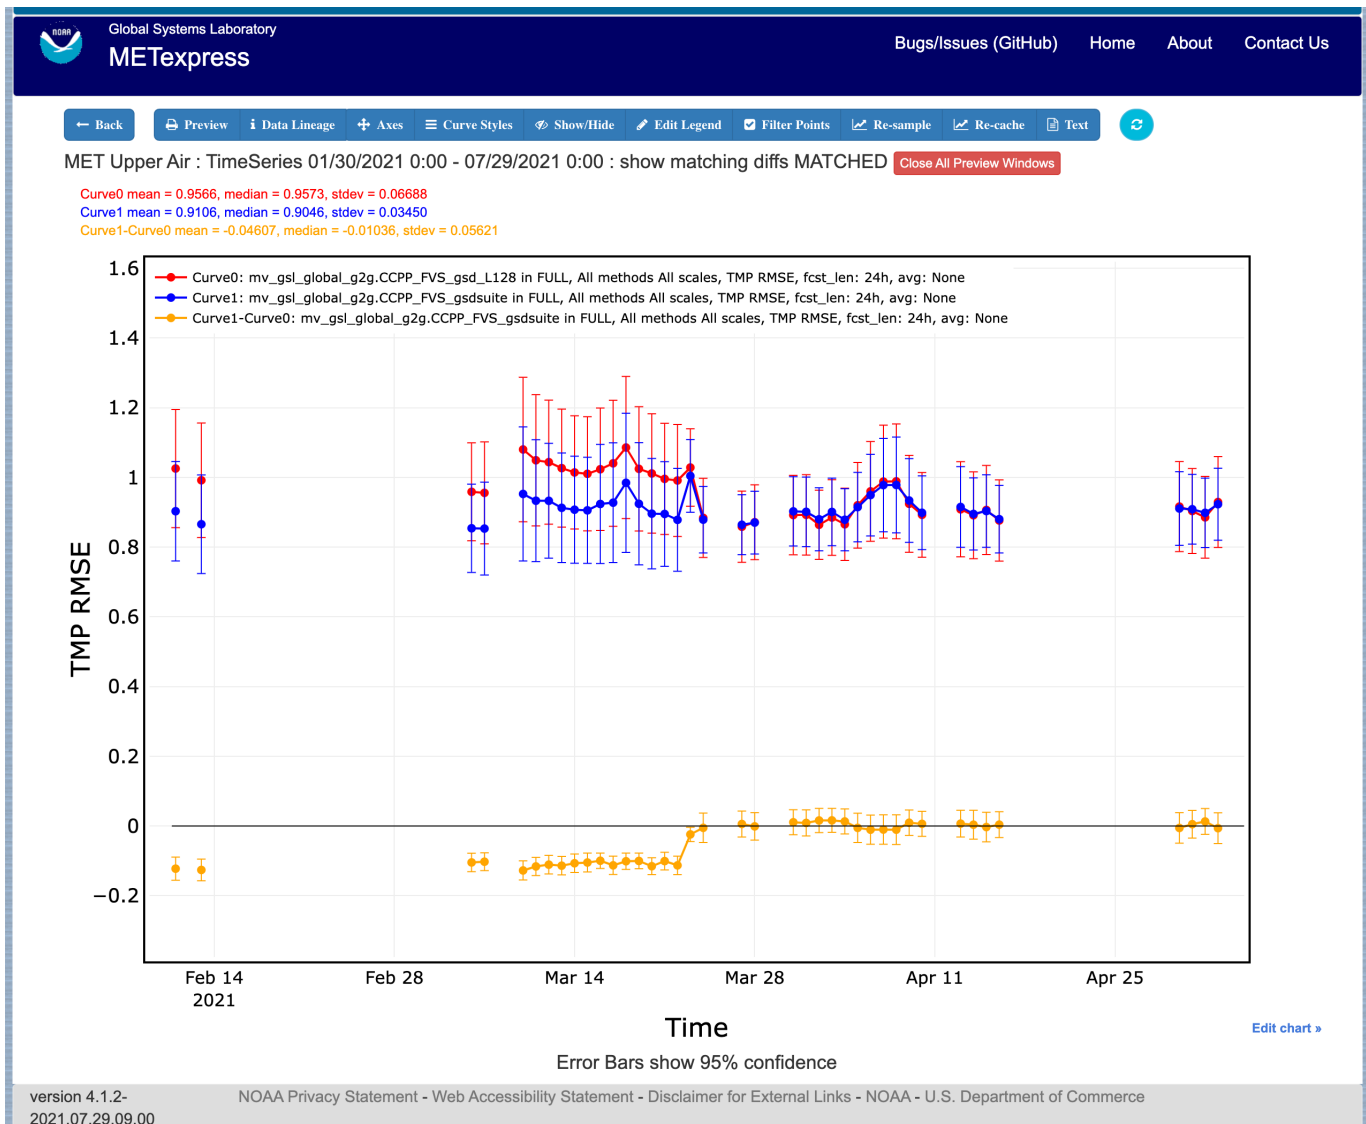 NOAA
Global Systems Laboratory
METexpress
Bugs/Issues (GitHub) Home About Contact Us
← Back Preview i Data Lineage Axes Curve Styles Show/Hide Edit Legend Filter Points Re-sample Re-cache Text
MET Upper Air : TimeSeries 01/30/2021 0:00 - 07/29/2021 0:00 : show matching diffs MATCHED Close All Preview Windows
Curve0 mean = 0.9566, median = 0.9573, stdev = 0.06688
Curve1 mean = 0.9106, median = 0.9046, stdev = 0.03450
Curve1-Curve0 mean = -0.04607, median = -0.01036, stdev = 0.05621
Curve0: mv_gsl_global_g2g.CCPP_FVS_gsd_L128 in FULL, All methods All scales, TMP RMSE, fcst_len: 24h, avg: None
Curve1: mv_gsl_global_g2g.CCPP_FVS_gsdsuite in FULL, All methods All scales, TMP RMSE, fcst_len: 24h, avg: None
Curve1-Curve0: mv_gsl_global_g2g.CCPP_FVS_gsdsuite in FULL, All methods All scales, TMP RMSE, fcst_len: 24h, avg: None
1.6
1.4
1.2
1
0.8
0.6
0.4
0.2
0
−0.2
TMP RMSE
Feb 14 Feb 28 Mar 14 Mar 28 Apr 11 Apr 25
2021
Time
Edit chart »
Error Bars show 95% confidence
version 4.1.2-
2021.07.29.09.00
NOAA Privacy Statement - Web Accessibility Statement - Disclaimer for External Links - NOAA - U.S. Department of Commerce